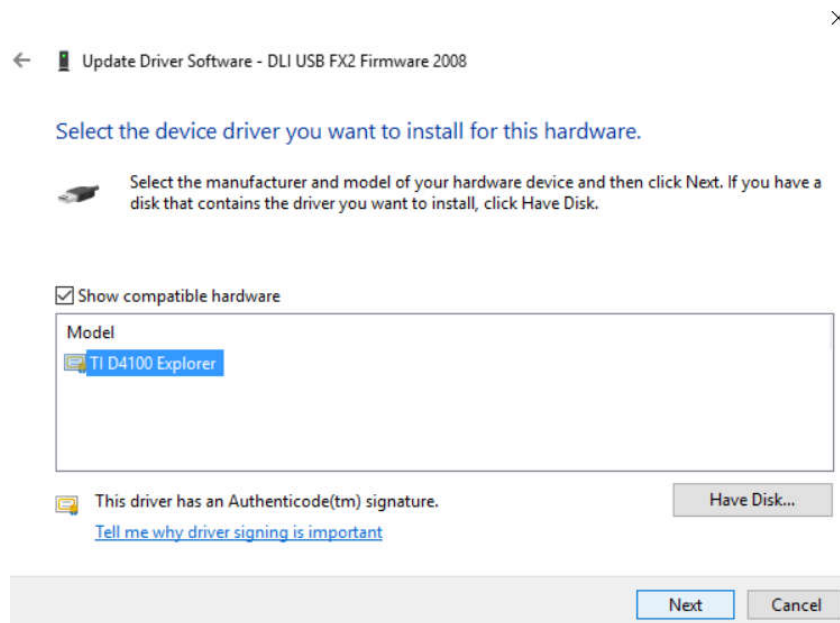 Update Driver Software - DLI USB FX2 Firmware 2008
Select the device driver you want to install for this hardware.
Select the manufacturer and model of your hardware device and then click Next. If you have a
disk that contains the driver you want to install, click Have Disk.
Show compatible hardware
Model
TI D4100 Explorer
This driver has an Authenticode(tm) signature.
Have Disk...
Tell me why driver signing is important
Next
Cancel